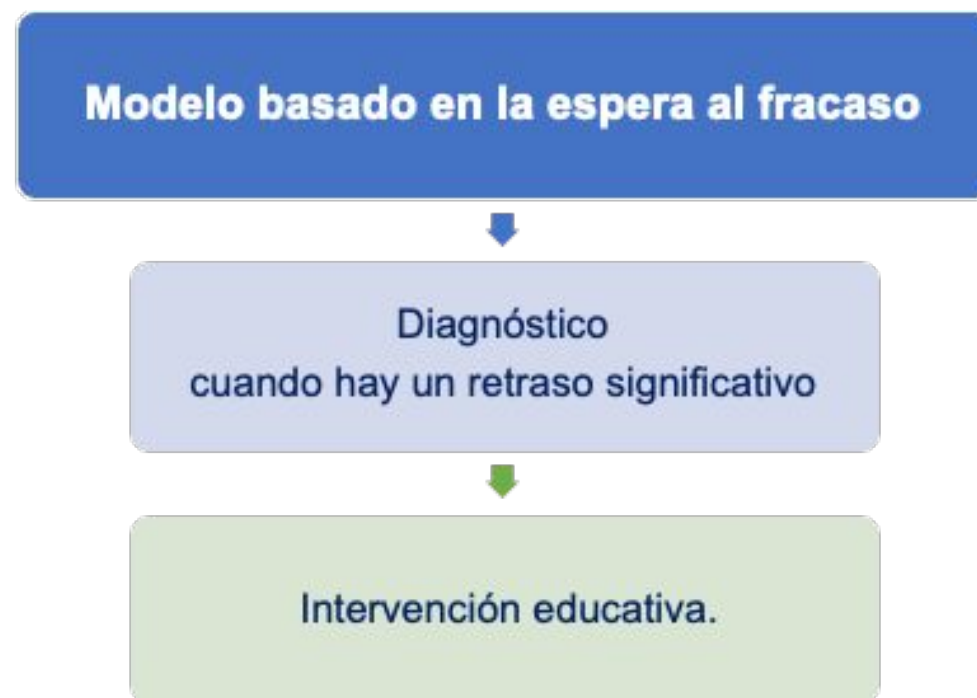 Modelo basado en la espera al fracaso
Diagnóstico
cuando hay un retraso significativo
Intervención educativa.